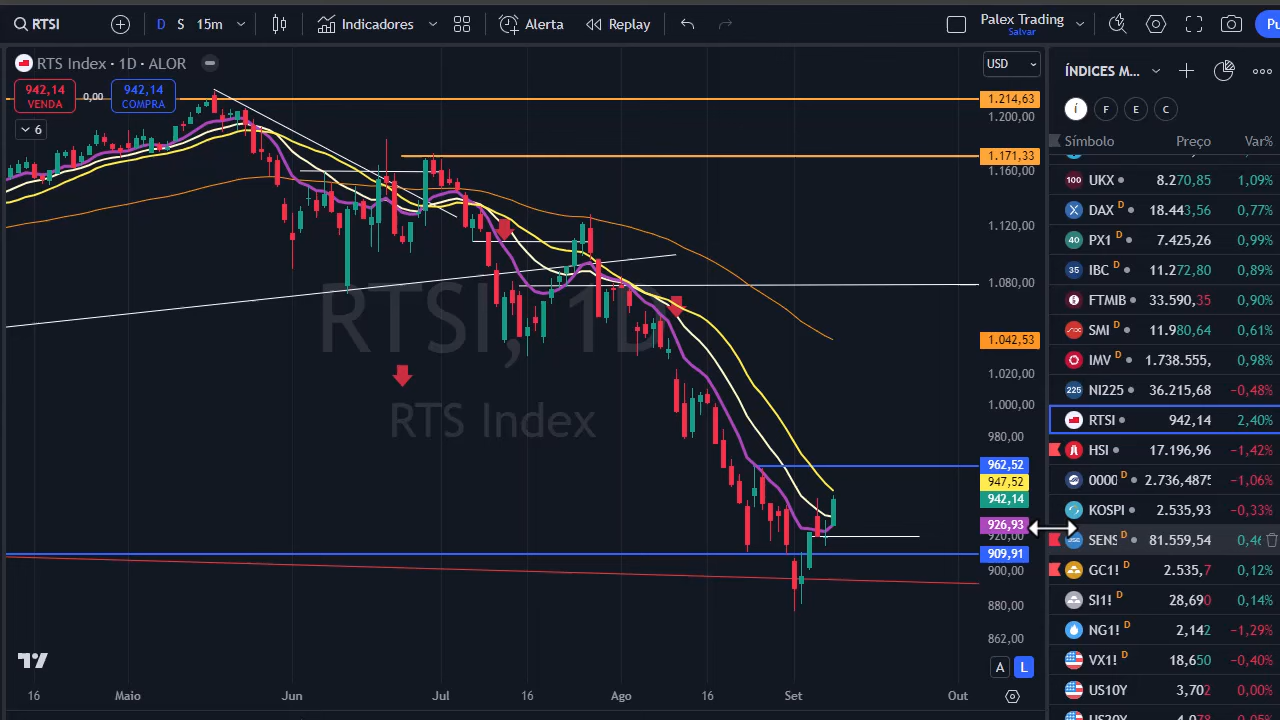 RTSI
D S 15m
Indicadores
Alerta
Replay
Palex Trading
Salvar
Pu
RTS Index · 1D · ALOR
942,14
VENDA
0,00
942,14
COMPRA
6
USD
RTSI, 1D
RTS Index
1.214,63
1.200,00
1.171,33
1.160,00
1.120,00
1.080,00
1.042,53
1.020,00
1.000,00
980,00
962,52
947,52
942,14
926,93
920,00
909,91
900,00
880,00
862,00
A L
16 Maio Jun Jul 16 Ago 16 Set Out
ÍNDICES M...
Í F E C
Símbolo Preço Var%
100 UKX 8.270,85 1,09%
DAX D 18.443,56 0,77%
40 PX1 7.425,26 0,99%
35 IBC D 11.272,80 0,89%
FTMIB 33.590,35 0,90%
SMI D 11.980,64 0,61%
IMV 1.738.555, 0,98%
225 NI225 36.215,68 −0,48%
RTSI 942,14 2,40%
HSI 17.196,96 −1,42%
0000 D −1,06%
KOSPI 2.535,93 −0,33%
SENS D 81.559,54 0,46
GC1! D 2.535,7 0,12%
SI1! D 28,690 0,14%
NG1! D 2,142 −1,29%
VX1! D 18,650 −0,40%
US10Y 3,702 0,00%